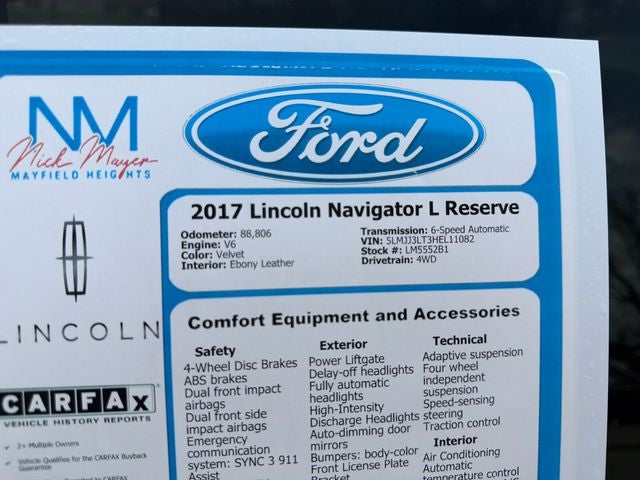 NM
Nick Mayer
MAYFIELD HEIGHTS
Ford
LINCOLN
2017 Lincoln Navigator L Reserve
Odometer: 88,806
Engine: V6
Color: Velvet
Interior: Ebony Leather
Transmission: 6-Speed Automatic
VIN: 5LMJJ3LT3HEL11082
Stock #: LM5552B1
Drivetrain: 4WD
CARFAX
VEHICLE HISTORY REPORTS
2+ Multiple Owners
Vehicle Qualifies for the CARFAX Buyback
Guarantee
Comfort Equipment and Accessories
Safety
4-Wheel Disc Brakes
ABS brakes
Dual front impact
airbags
Dual front side
impact airbags
Emergency
communication
system: SYNC 3 911
Assist
Exterior
Power Liftgate
Delay-off headlights
Fully automatic
headlights
High-Intensity
Discharge Headlights
Auto-dimming door
mirrors
Bumpers: body-color
Front License Plate
Bracket
Technical
Adaptive suspension
Four wheel
independent
suspension
Speed-sensing
steering
Traction control
Interior
Air Conditioning
Automatic
temperature control